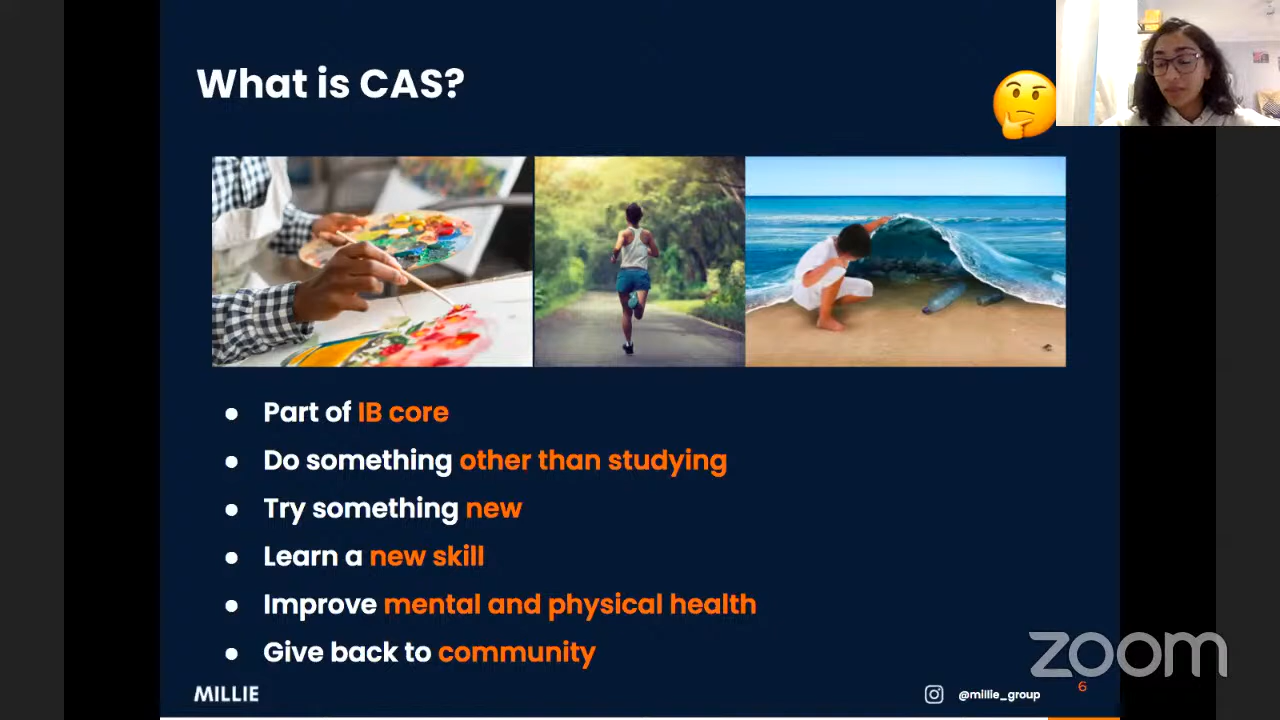 What is CAS?
● Part of IB core
● Do something other than studying
● Try something new
● Learn a new skill
● Improve mental and physical health
● Give back to community
zoom
MILLIE
@millie_group
6